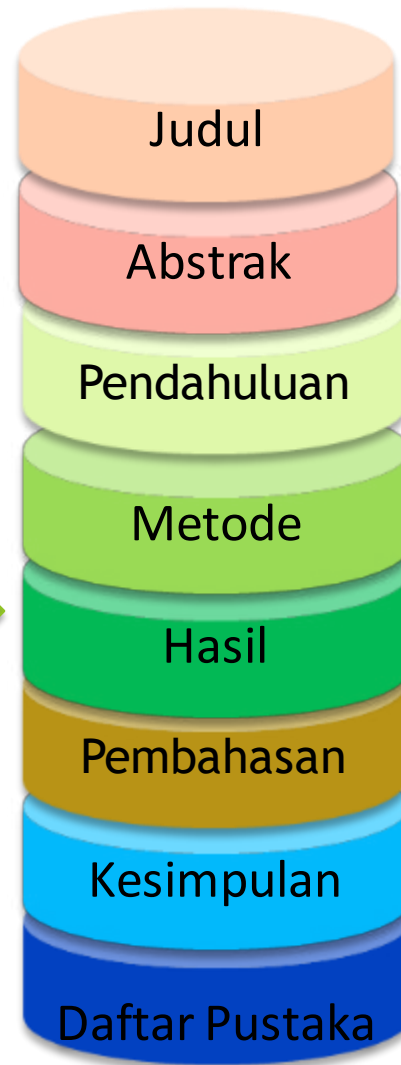 Judul
Abstrak
Pendahuluan
Metode
Hasil
Pembahasan
Kesimpulan
Daftar Pustaka